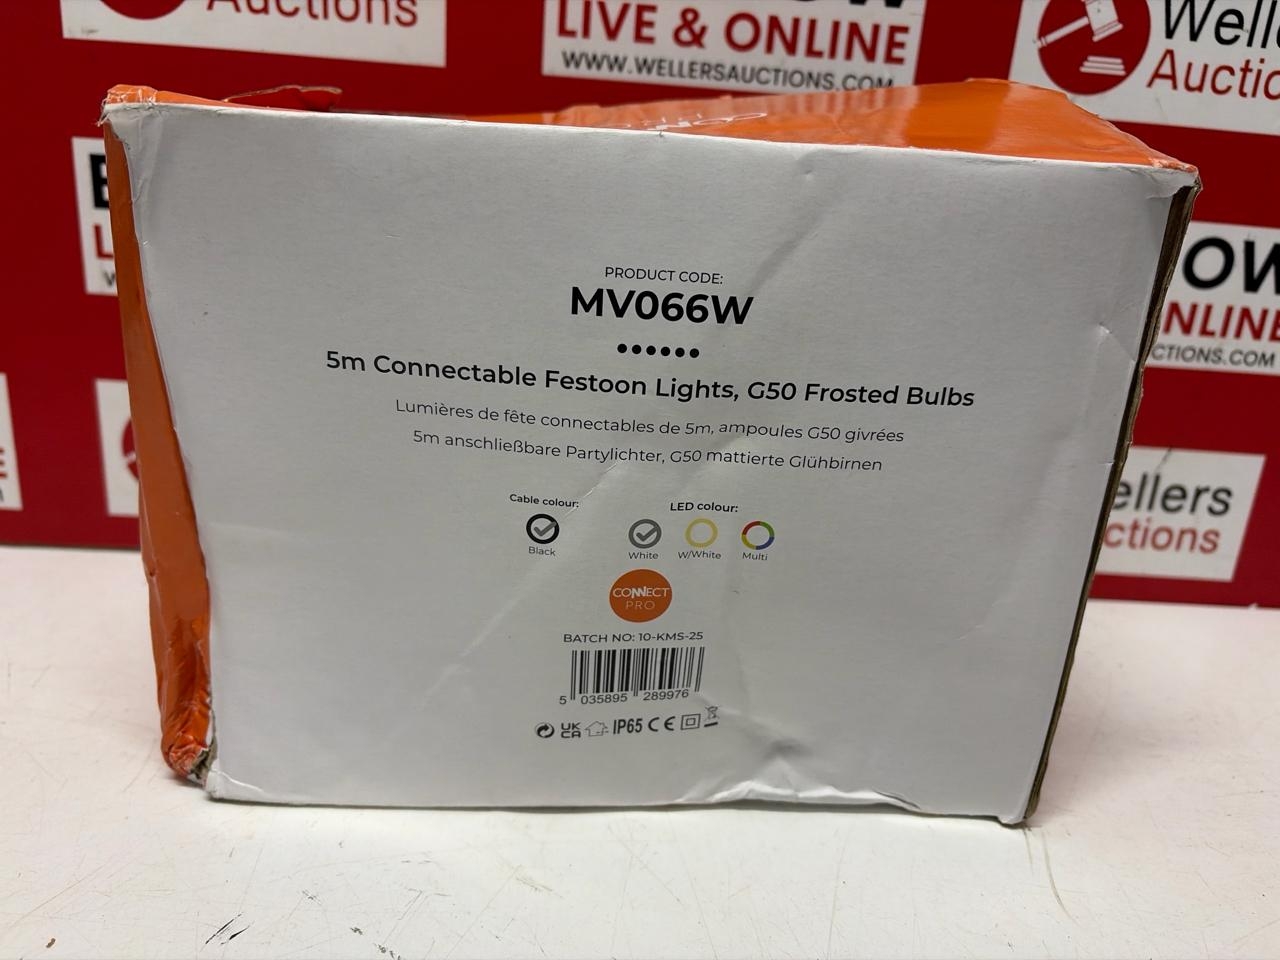 Auctions
LIVE & ONLINE
WWW.WELLERSAUCTIONS.COM
Auctio
PRODUCT CODE:
MV066W
5m Connectable Festoon Lights, G50 Frosted Bulbs
Lumières de fête connectables de 5m, ampoules G50 givrées
5m anschließbare Partylichter, G50 mattierte Glühbirnen
Cable colour:
Black
LED colour:
White W/White Multi
CONNECT
PRO
BATCH NO: 10-KMS-25
5 035895 289976
UK
CA
IP65 CE
OW
NLINE
CTIONS.COM
ellers
ctions